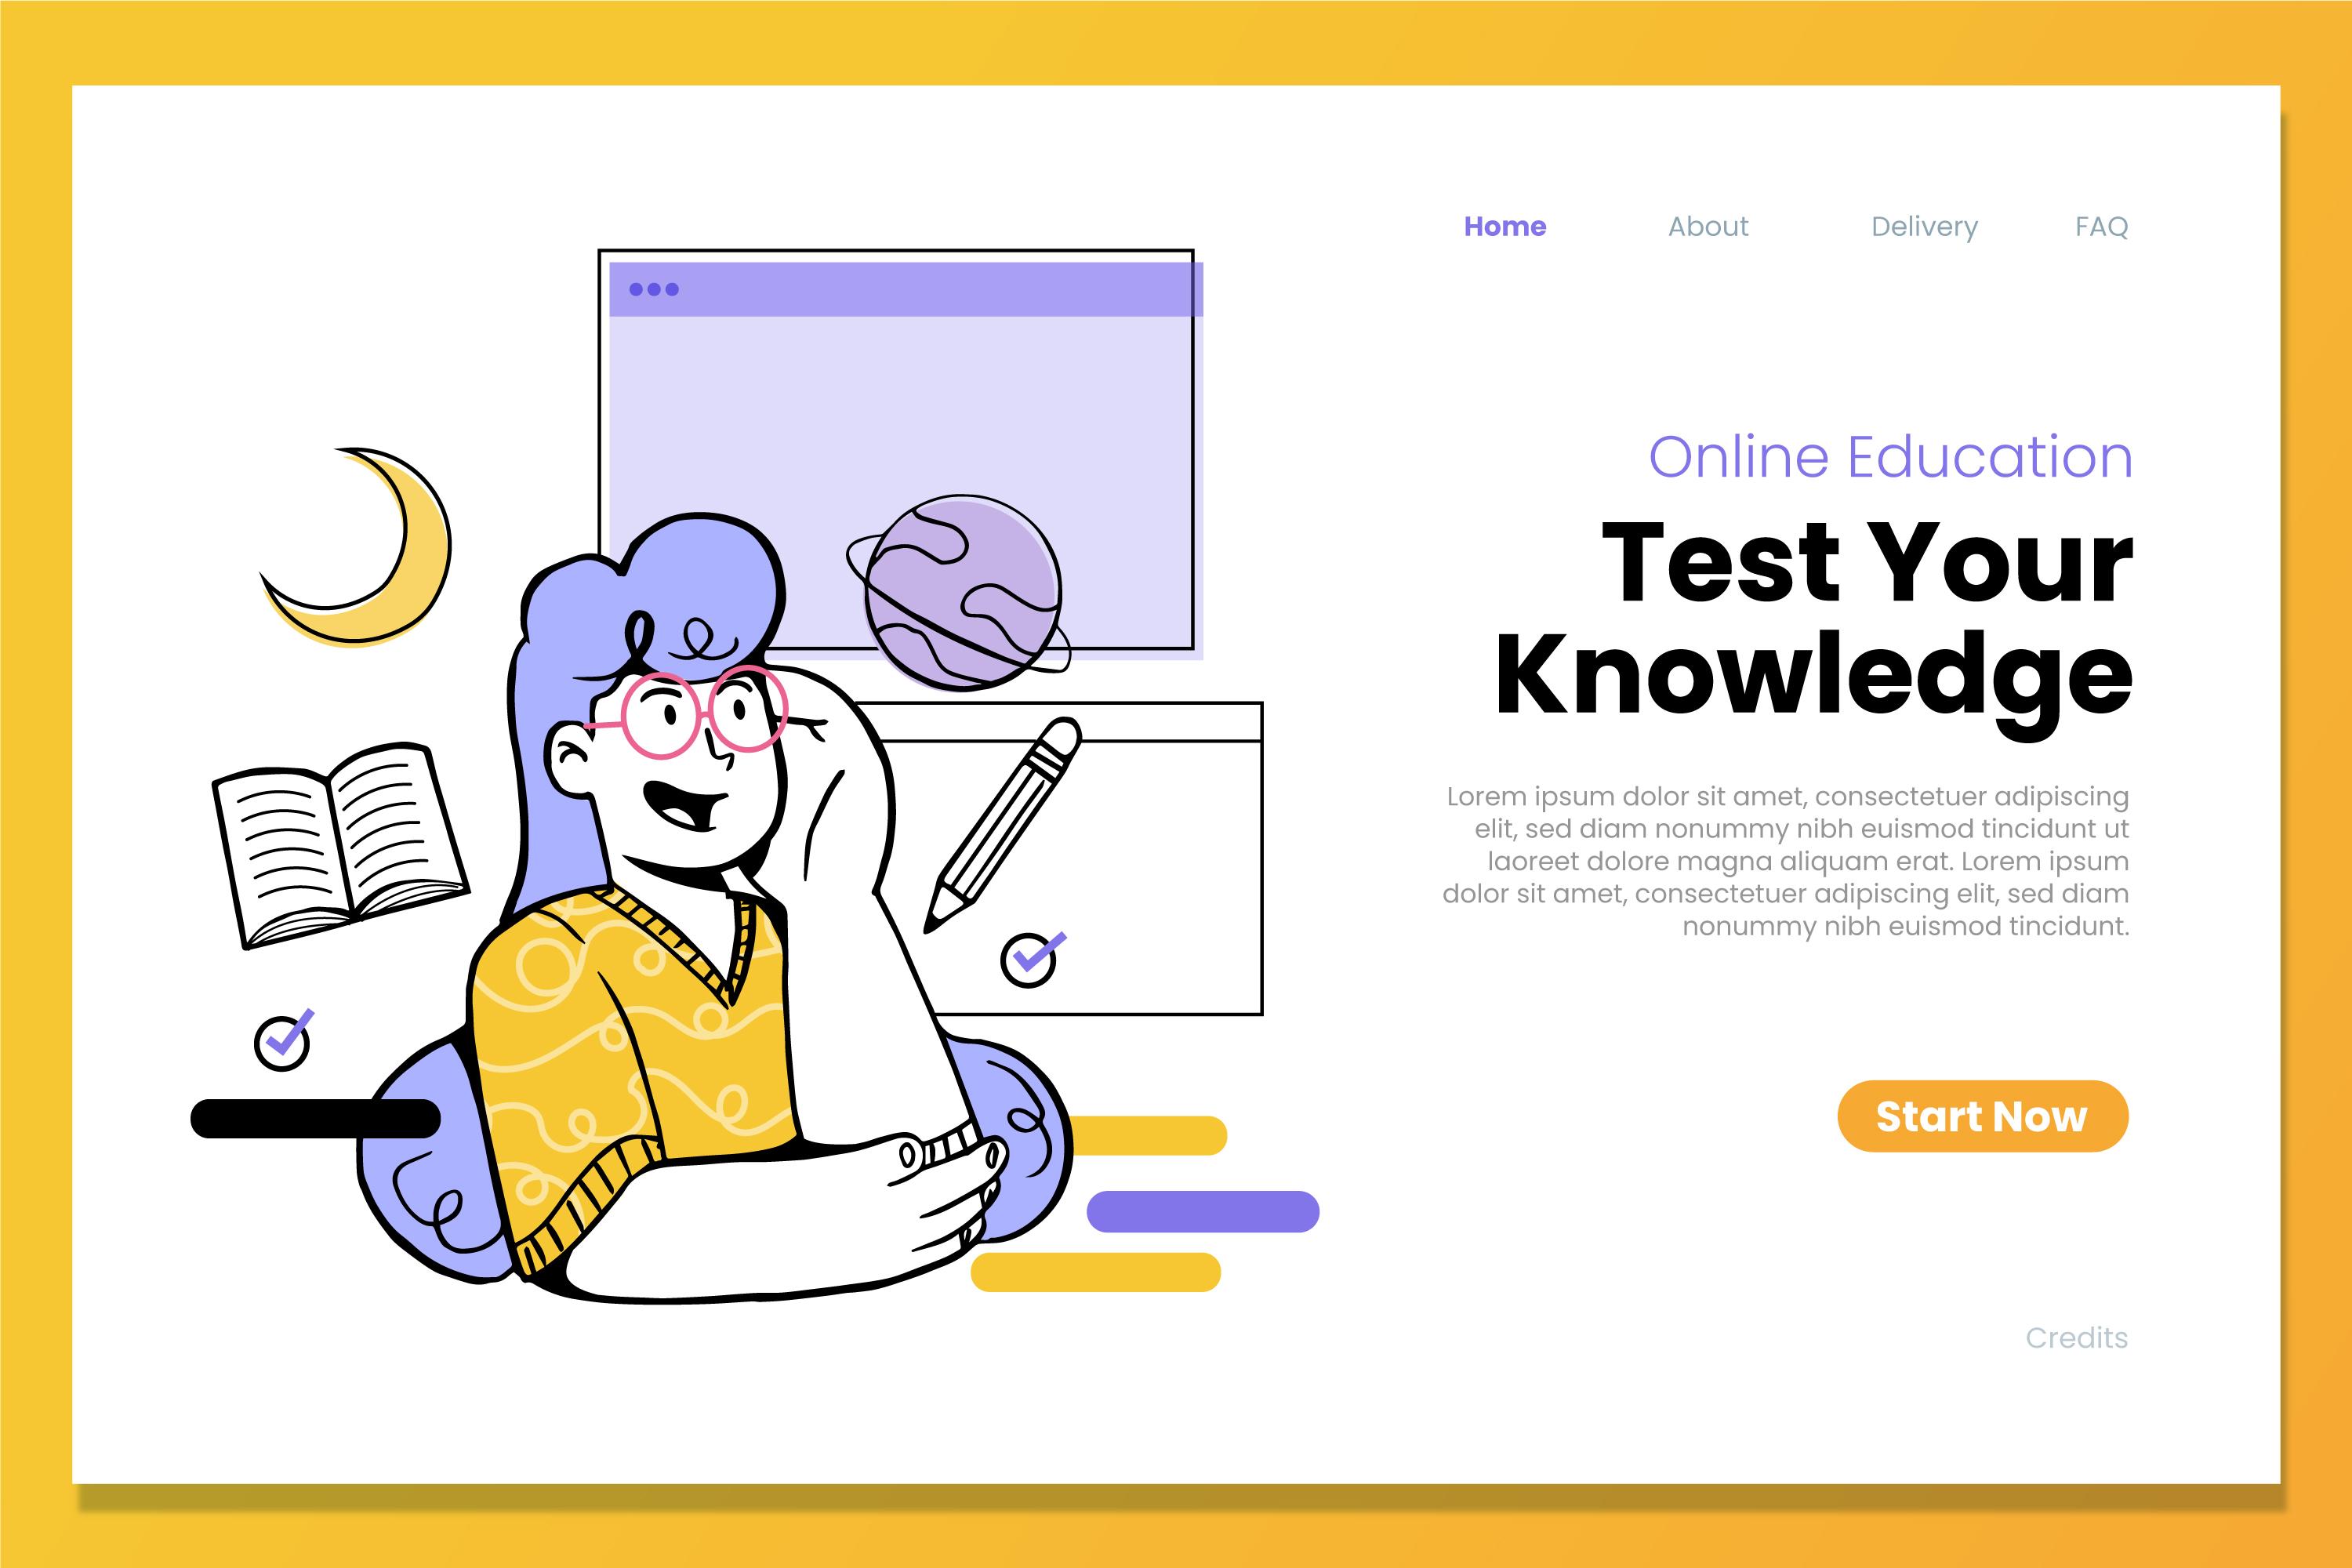 Home About Delivery FAQ
Online Education
Test Your
Knowledge
Lorem ipsum dolor sit amet, consectetuer adipiscing
elit, sed diam nonummy nibh euismod tincidunt ut
laoreet dolore magna aliquam erat. Lorem ipsum
dolor sit amet, consectetuer adipiscing elit, sed diam
nonummy nibh euismod tincidunt.
Start Now
Credits